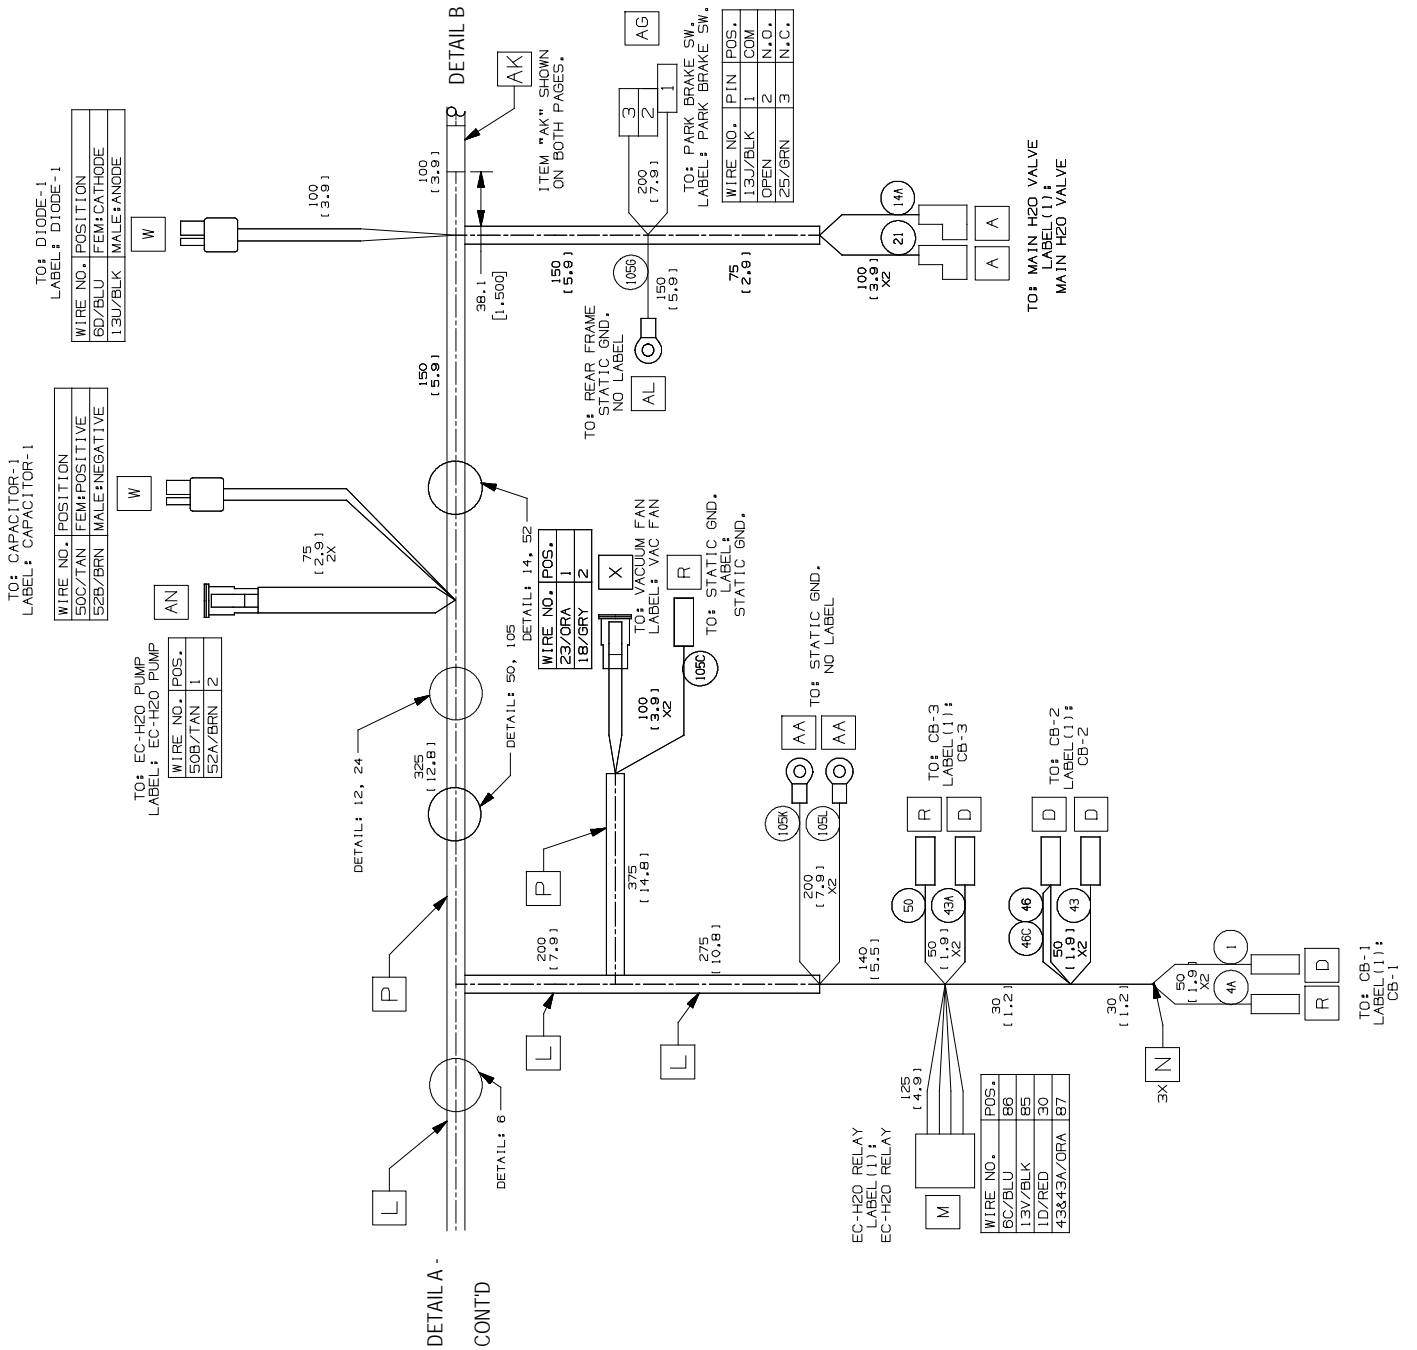 DETAIL A -
CONT'D
DETAIL B
TO: CAPACITOR-1
LABEL: CAPACITOR-1
WIRE NO. POSITION
50C/TAN FEM:POSITIVE
52B/BRN MALE:NEGATIVE
W
75
[2.9]
2X
AN
TO: EC-H2O PUMP
LABEL: EC-H2O PUMP
WIRE NO. POS.
50B/TAN 1
52A/BRN 2
TO: DIODE-1
LABEL: DIODE-1
WIRE NO. POSITION
6D/BLU FEM:CATHODE
13U/BLK MALE:ANODE
W
100
[3.9]
100
[3.9]
AK
ITEM "AK" SHOWN
ON BOTH PAGES.
38.1
[1.500]
150
[5.9]
325
[12.8]
DETAIL: 12, 24
DETAIL: 50, 105
DETAIL: 14, 52
DETAIL: 6
P
L
L
L
P
200
[7.9]
275
[10.8]
375
[14.8]
WIRE NO. POS.
23/ORA 1
18/GRY 2
X
TO: VACUUM FAN
LABEL: VAC FAN
R
TO: STATIC GND.
LABEL:
STATIC GND.
105C
100
[3.9]
X2
TO: STATIC GND.
NO LABEL
AA
AA
105K
105L
200
[7.9]
X2
140
[5.5]
AG
3
2
1
200
[7.9]
TO: PARK BRAKE SW.
LABEL: PARK BRAKE SW.
WIRE NO. PIN POS.
13J/BLK 1 COM
OPEN 2 N.O.
25/GRN 3 N.C.
150
[5.9]
105G
150
[5.9]
TO: REAR FRAME
STATIC GND.
NO LABEL
AL
75
[2.9]
100
[3.9]
X2
21
14A
A
A
TO: MAIN H2O VALVE
LABEL(1):
MAIN H2O VALVE
50
43A
50
[1.9]
X2
R
D
TO: CB-3
LABEL(1):
CB-3
46C
46
43
50
[1.9]
X2
D
D
TO: CB-2
LABEL(1):
CB-2
30
[1.2]
30
[1.2]
3X N
50
[1.9]
X2
4A
1
R
D
TO: CB-1
LABEL(1):
CB-1
125
[4.9]
EC-H2O RELAY
LABEL(1):
EC-H2O RELAY
M
WIRE NO. POS.
6C/BLU 86
13V/BLK 85
1D/RED 30
43&43A/ORA 87